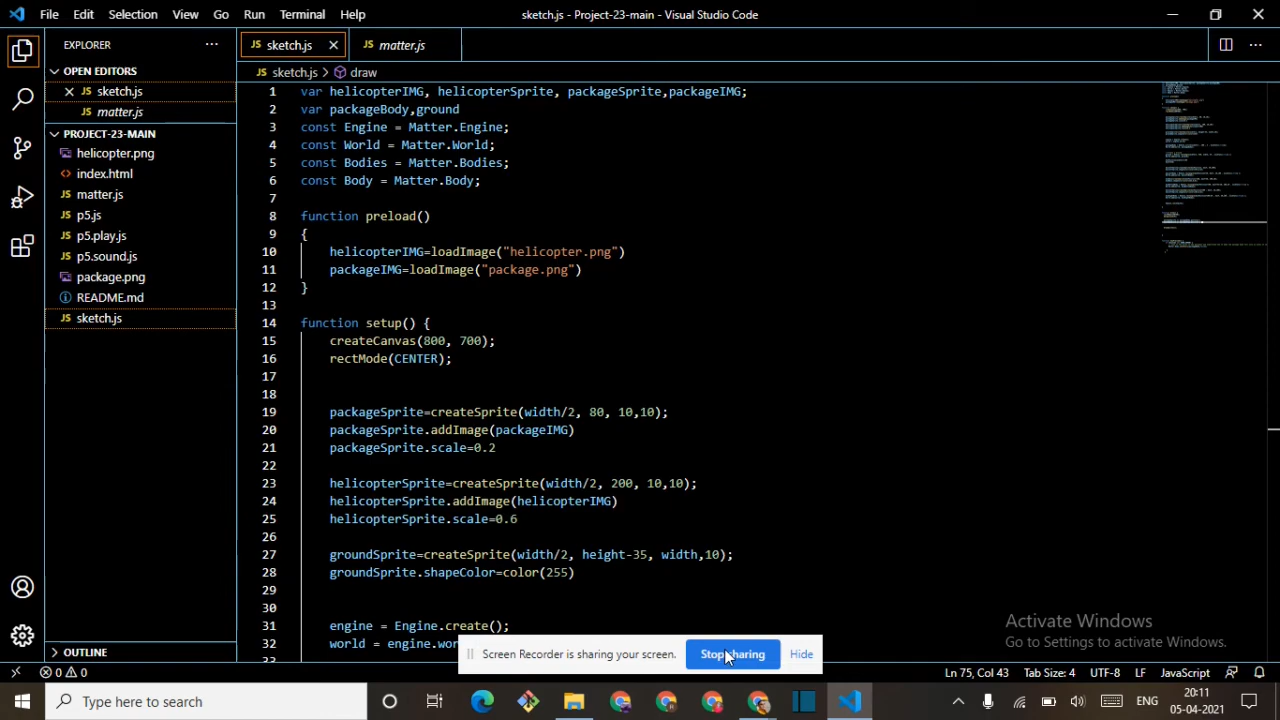 File Edit Selection View Go Run Terminal Help
sketch.js - Project-23-main - Visual Studio Code
EXPLORER
JS sketch.js
JS matter.js
OPEN EDITORS
JS sketch.js
JS matter.js
PROJECT-23-MAIN
helicopter.png
<> index.html
JS matter.js
JS p5.js
JS p5.play.js
JS p5.sound.js
package.png
README.md
JS sketch.js
OUTLINE
JS sketch.js > draw
1 var helicopterIMG, helicopterSprite, packageSprite,packageIMG;
2 var packageBody,ground
3 const Engine = Matter.Engine;
4 const World = Matter.World;
5 const Bodies = Matter.Bodies;
6 const Body = Matter.Body;
7
8 function preload()
9 {
10 helicopterIMG=loadImage("helicopter.png")
11 packageIMG=loadImage("package.png")
12 }
13
14 function setup() {
15 createCanvas(800, 700);
16 rectMode(CENTER);
17
18
19 packageSprite=createSprite(width/2, 80, 10,10);
20 packageSprite.addImage(packageIMG)
21 packageSprite.scale=0.2
22
23 helicopterSprite=createSprite(width/2, 200, 10,10);
24 helicopterSprite.addImage(helicopterIMG)
25 helicopterSprite.scale=0.6
26
27 groundSprite=createSprite(width/2, height-35, width,10);
28 groundSprite.shapeColor=color(255)
29
30
31 engine = Engine.create();
32 world = engine.wor
33
Activate Windows
Go to Settings to activate Windows.
Screen Recorder is sharing your screen. Stop sharing Hide
0 0
Ln 75, Col 43 Tab Size: 4 UTF-8 LF JavaScript
Type here to search
ENG
20:11
05-04-2021